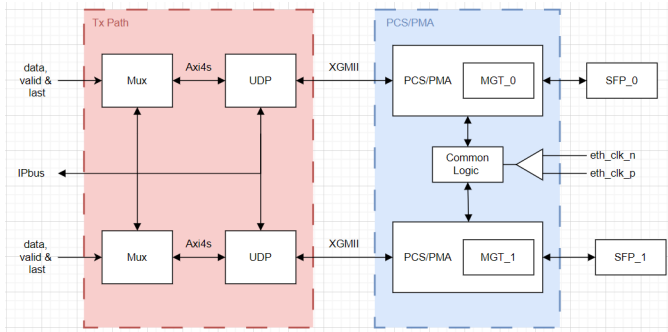 Tx Path
PCS/PMA
data,
valid &
last
Mux
Axi4s
UDP
XGMII
PCS/PMA
MGT_0
SFP_0
IPbus
Common
Logic
eth_clk_n
eth_clk_p
data,
valid &
last
Mux
Axi4s
UDP
XGMII
PCS/PMA
MGT_1
SFP_1